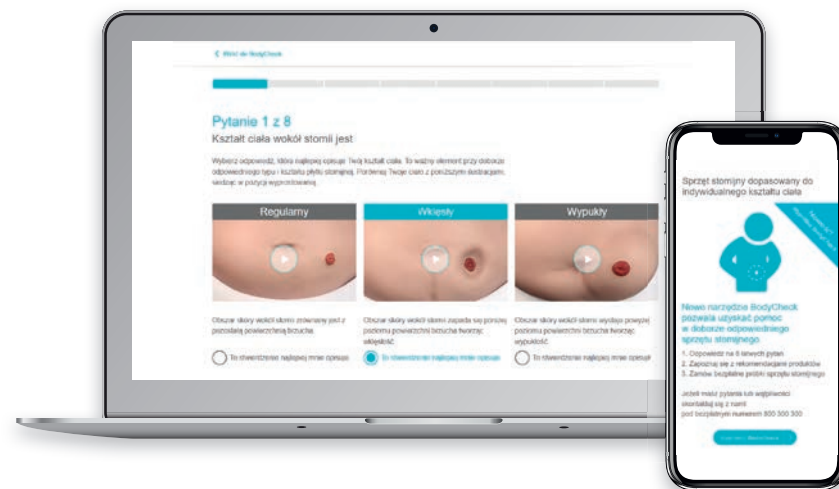 Wróć do BodyCheck
Pytanie 1 z 8
Kształt ciała wokół stomii jest
Wybierz odpowiedź, która najlepiej opisuje Twój kształt ciała. To ważny element przy doborze
odpowiedniego typu i kształtu płytki stomijnej. Porównaj Twoje ciało z poniższymi ilustracjami,
siedząc w pozycji wyprostowanej.
Regularny
Wklęsły
Wypukły
Obszar skóry wokół stomii zrównany jest z
pozostałą powierzchnią brzucha.
To stwierdzenie najlepiej mnie opisuje
Obszar skóry wokół stomii zapada się poniżej
poziomu powierzchni brzucha tworząc
wklęsłość.
To stwierdzenie najlepiej mnie opisuje
Obszar skóry wokół stomii wystaje powyżej
poziomu powierzchni brzucha tworząc
wypukłość.
To stwierdzenie najlepiej mnie opisuje
Sprzęt stomijny dopasowany do
indywidualnego kształtu ciała
Nowe narzędzie BodyCheck
pozwala uzyskać pomoc
w doborze odpowiedniego
sprzętu stomijnego
1. Odpowiedz na 8 łatwych pytań
2. Zapoznaj się z rekomendacjami produktów
3. Zamów bezpłatne próbki sprzętu stomijnego
Jeżeli masz pytania lub wątpliwości
skontaktuj się z nami
pod bezpłatnym numerem 800 300 300